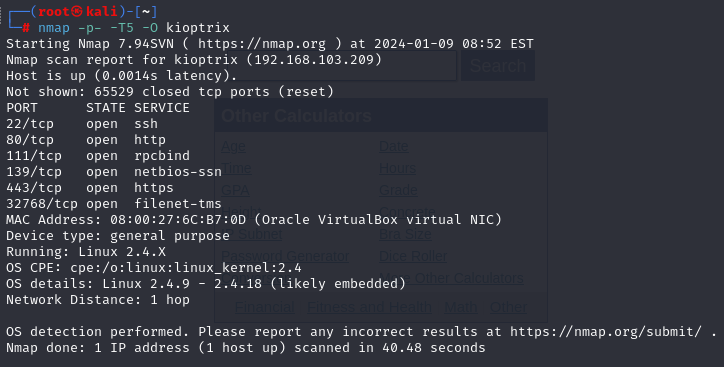 ┌──(root㉿kali)-[~]
└─# nmap -p- -T5 -O kioptrix
Starting Nmap 7.94SVN ( https://nmap.org ) at 2024-01-09 08:52 EST
Nmap scan report for kioptrix (192.168.103.209)
Host is up (0.0014s latency).
Not shown: 65529 closed tcp ports (reset)
PORT      STATE SERVICE
22/tcp    open  ssh
80/tcp    open  http
111/tcp   open  rpcbind
139/tcp   open  netbios-ssn
443/tcp   open  https
32768/tcp open  filenet-tms
MAC Address: 08:00:27:6C:B7:0D (Oracle VirtualBox virtual NIC)
Device type: general purpose
Running: Linux 2.4.X
OS CPE: cpe:/o:linux:linux_kernel:2.4
OS details: Linux 2.4.9 - 2.4.18 (likely embedded)
Network Distance: 1 hop

OS detection performed. Please report any incorrect results at https://nmap.org/submit/ .
Nmap done: 1 IP address (1 host up) scanned in 40.48 seconds
Search
Other Calculators
Age Date
Time Hours
GPA Grade
Subnet Bra Size
Password Generator Dice Roller
More Other Calculators
Financial Fitness and Health Math Other